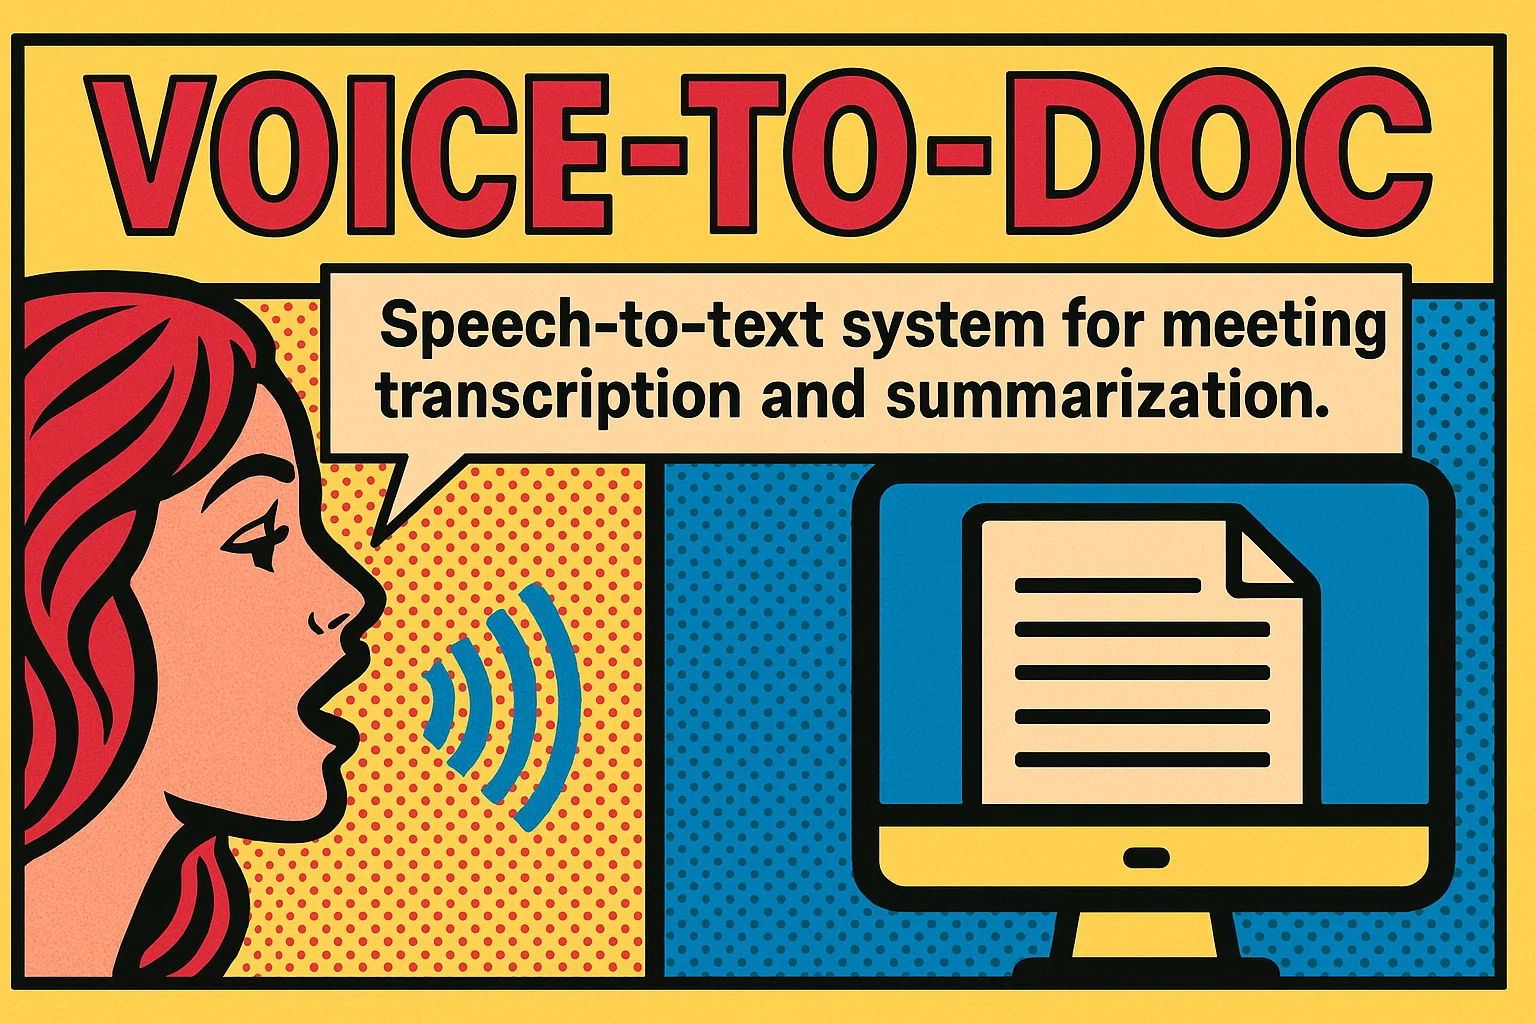 VOICE-TO-DOC
Speech-to-text system for meeting
transcription and summarization.